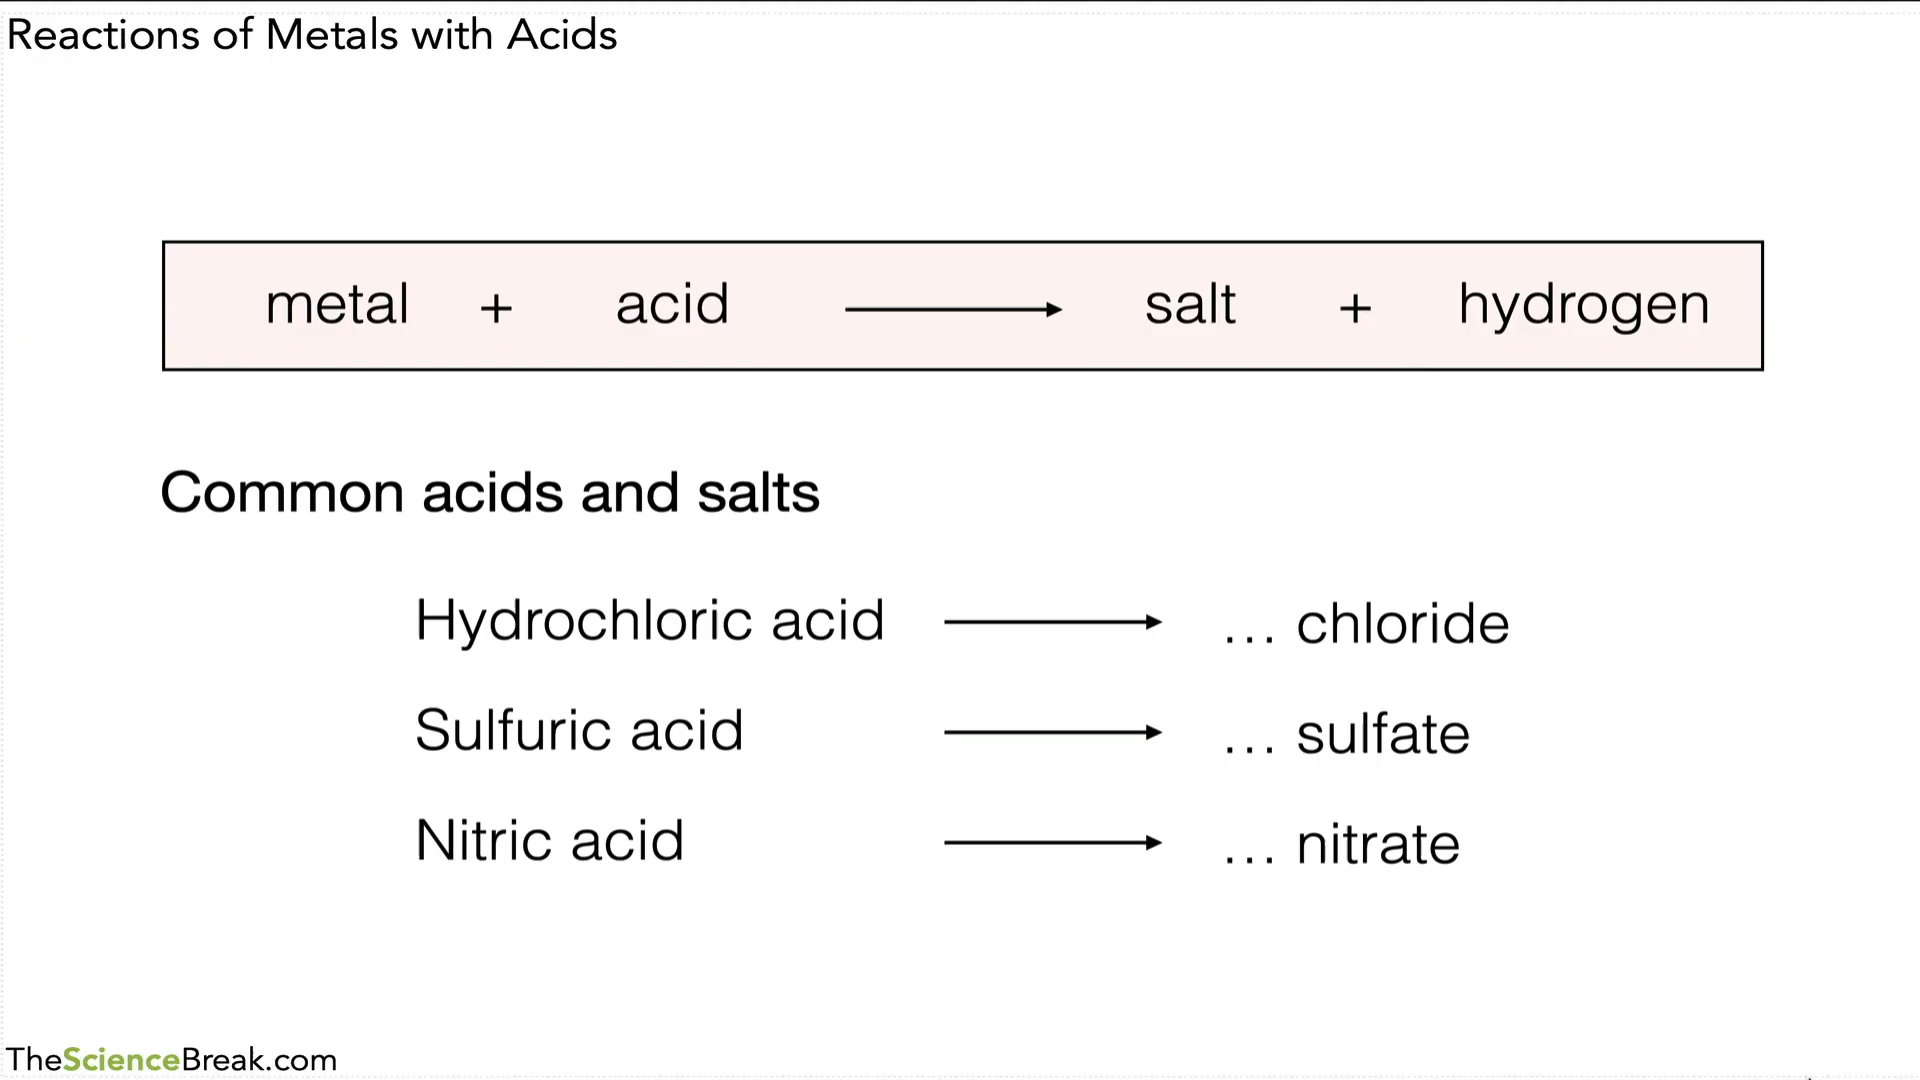 Reactions of Metals with Acids
metal + acid → salt + hydrogen
Common acids and salts
Hydrochloric acid → … chloride
Sulfuric acid → … sulfate
Nitric acid → … nitrate
TheScienceBreak.com